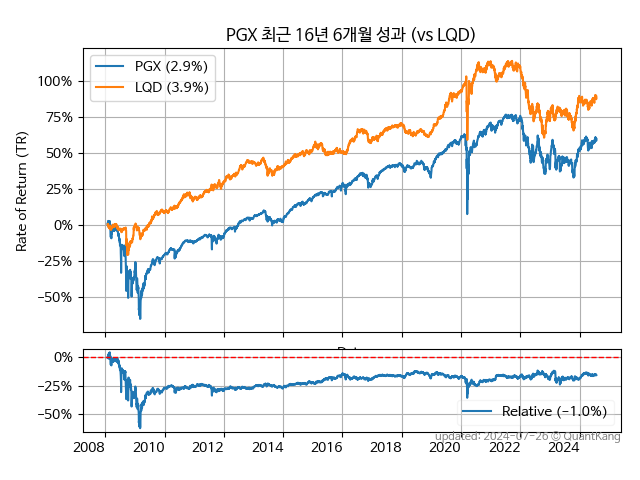 PGX 최근 16년 6개월 성과 (vs LQD)
PGX (2.9%)
LQD (3.9%)
Rate of Return (TR)
100%
75%
50%
25%
0%
−25%
−50%
0%
−25%
−50%
Relative (−1.0%)
2008 2010 2012 2014 2016 2018 2020 2022 2024
updated: 2024-07-26 © QuantKang